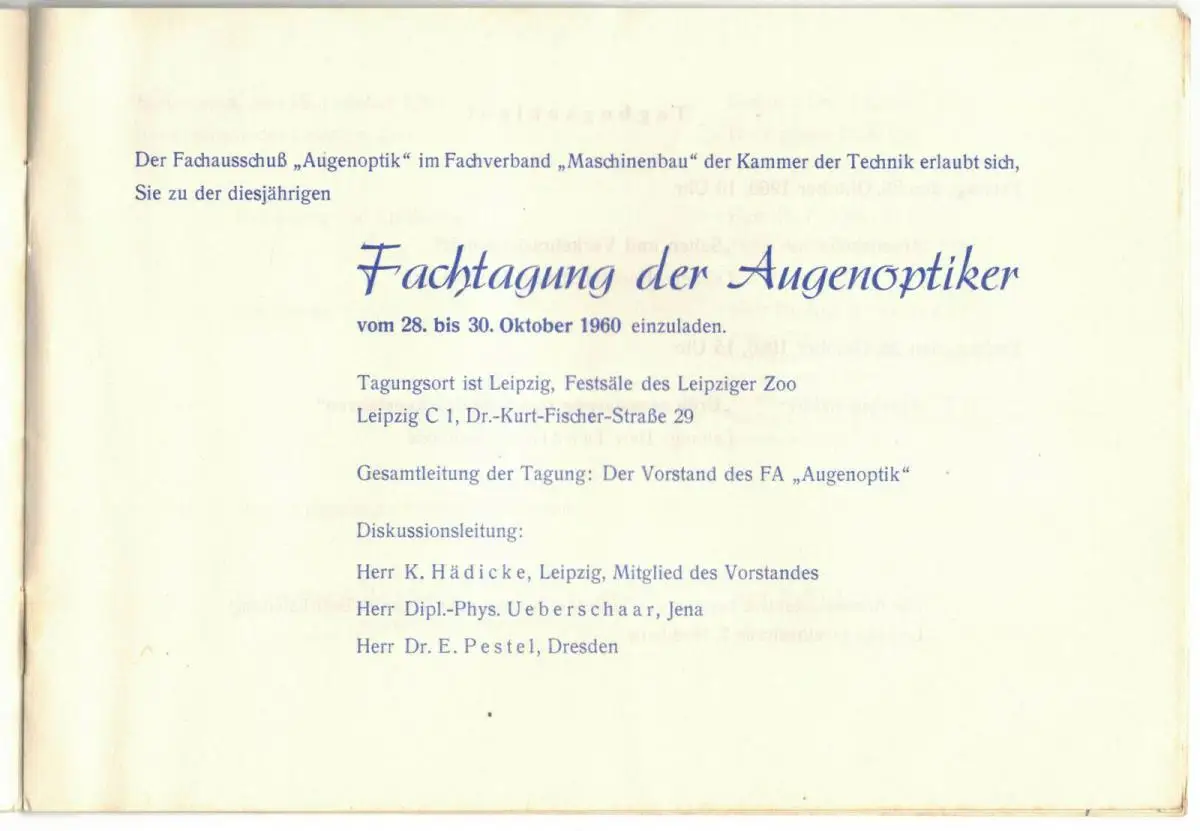 Der Fachausschuß „Augenoptik“ im Fachverband „Maschinenbau“ der Kammer der Technik erlaubt sich,
Sie zu der diesjährigen
Fachtagung der Augenoptiker
vom 28. bis 30. Oktober 1960 einzuladen.
Tagungsort ist Leipzig, Festsäle des Leipziger Zoo
Leipzig C 1, Dr.-Kurt-Fischer-Straße 29
Gesamtleitung der Tagung: Der Vorstand des FA „Augenoptik“
Diskussionsleitung:
Herr K. Hädicke, Leipzig, Mitglied des Vorstandes
Herr Dipl.-Phys. Ueberschaar, Jena
Herr Dr. E. Pestel, Dresden